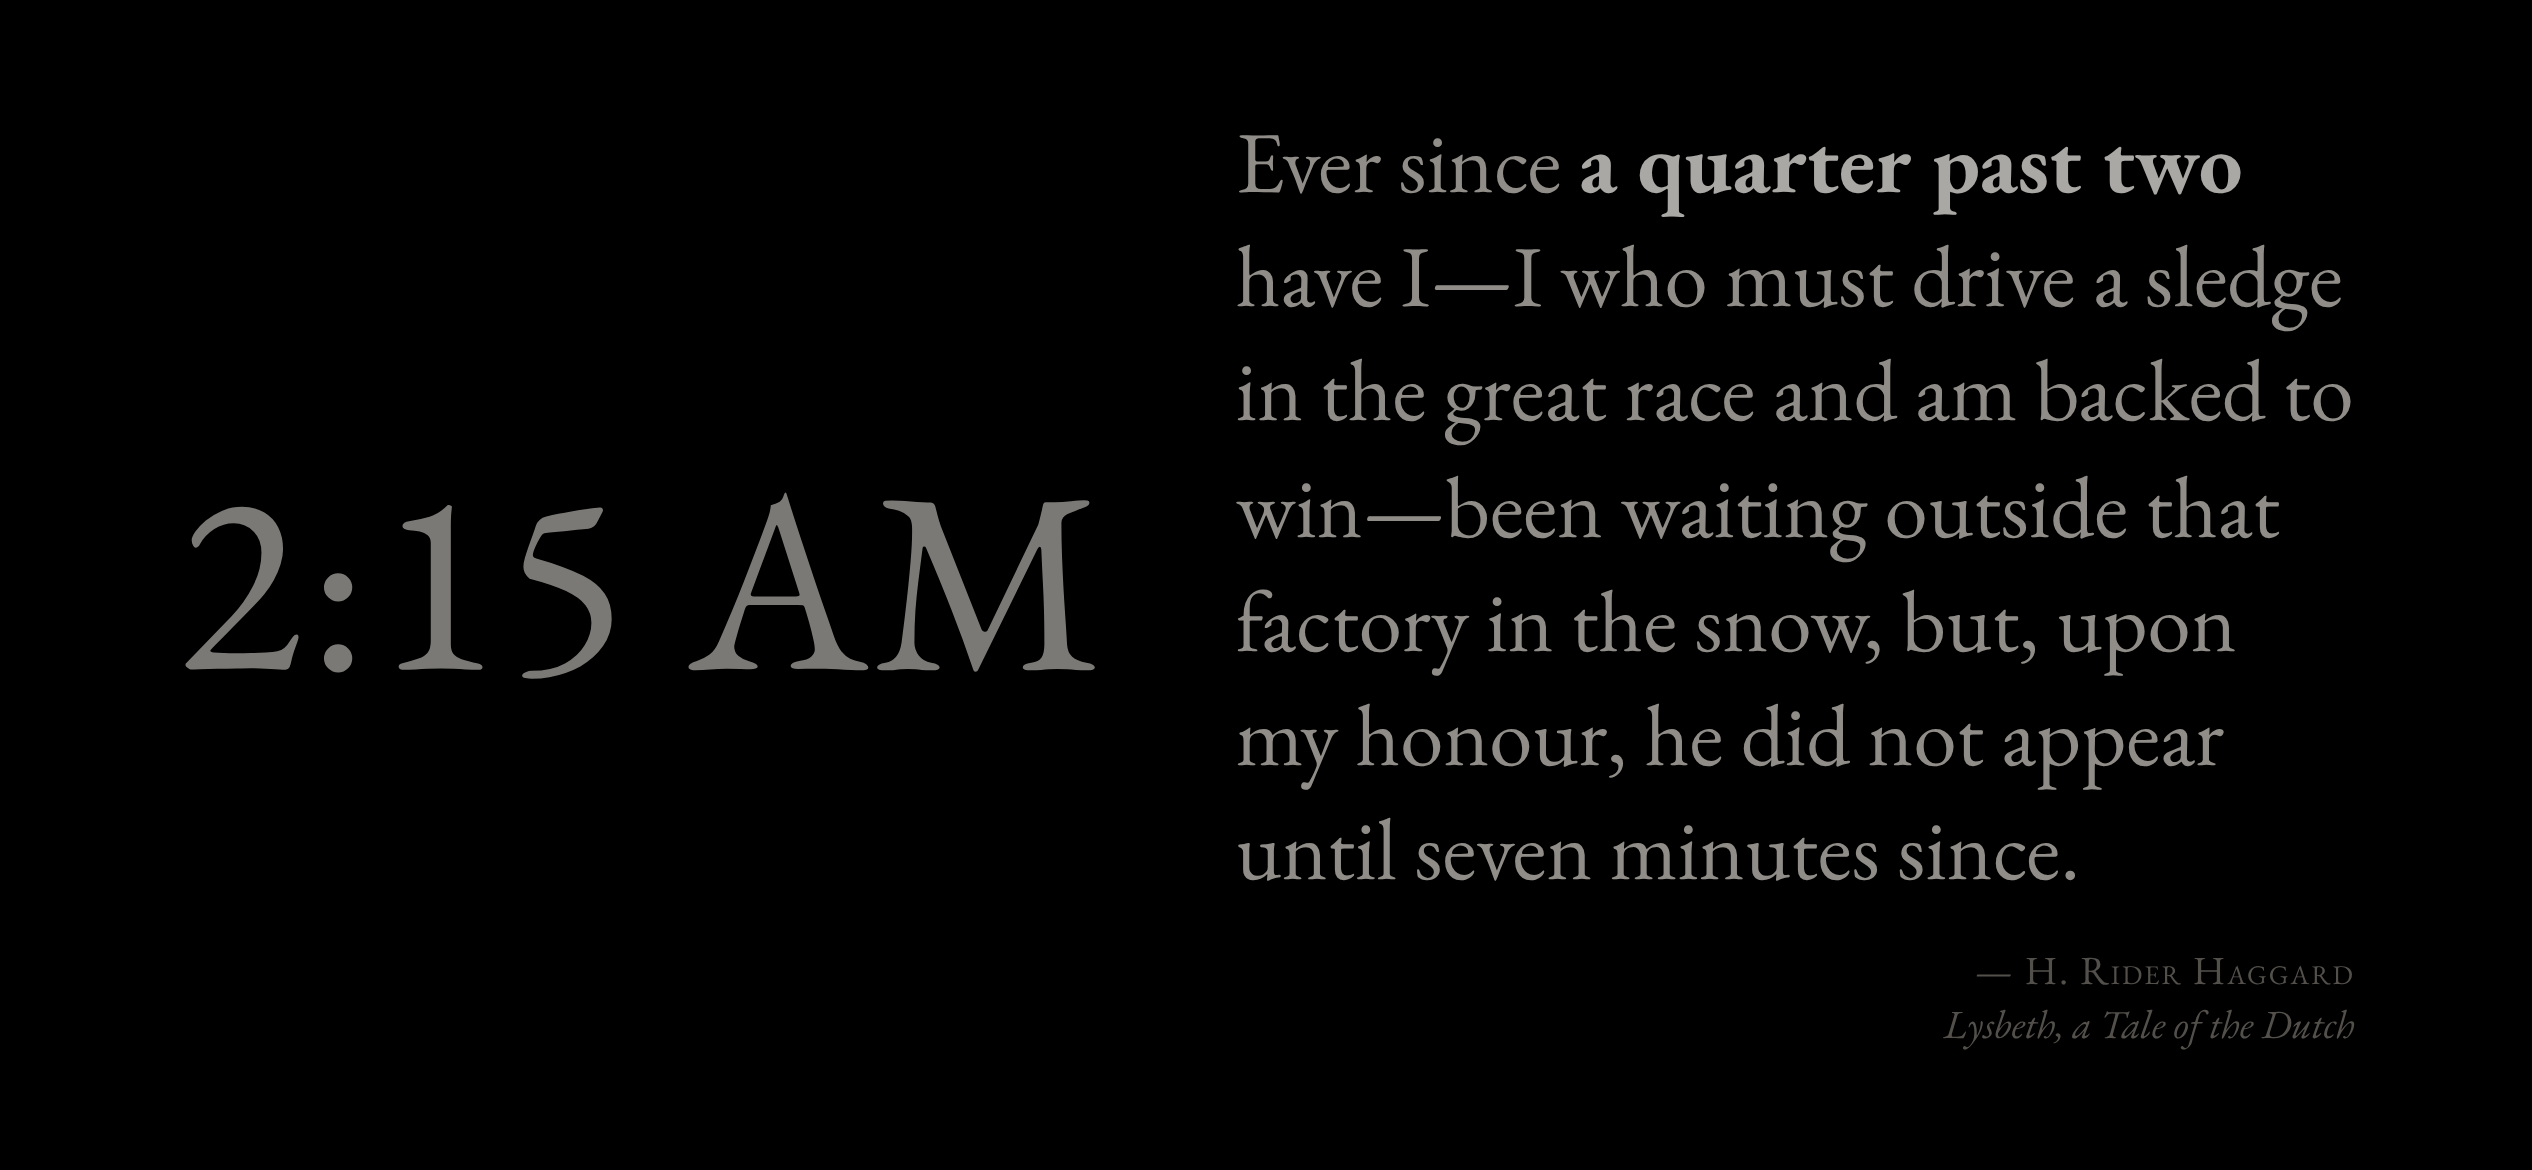 2:15 AM
Ever since a quarter past two
have I—I who must drive a sledge
in the great race and am backed to
win—been waiting outside that
factory in the snow, but, upon
my honour, he did not appear
until seven minutes since.
— H. Rider Haggard
Lysbeth, a Tale of the Dutch